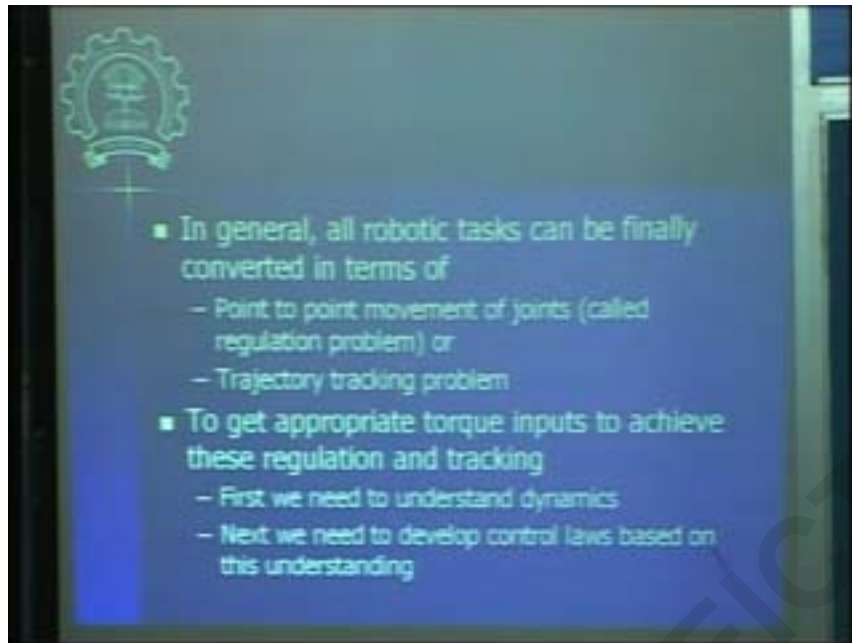 ▪ In general, all robotic tasks can be finally
converted in terms of
– Point to point movement of joints (called
regulation problem) or
– Trajectory tracking problem
▪ To get appropriate torque inputs to achieve
these regulation and tracking
– First we need to understand dynamics
– Next we need to develop control laws based on
this understanding